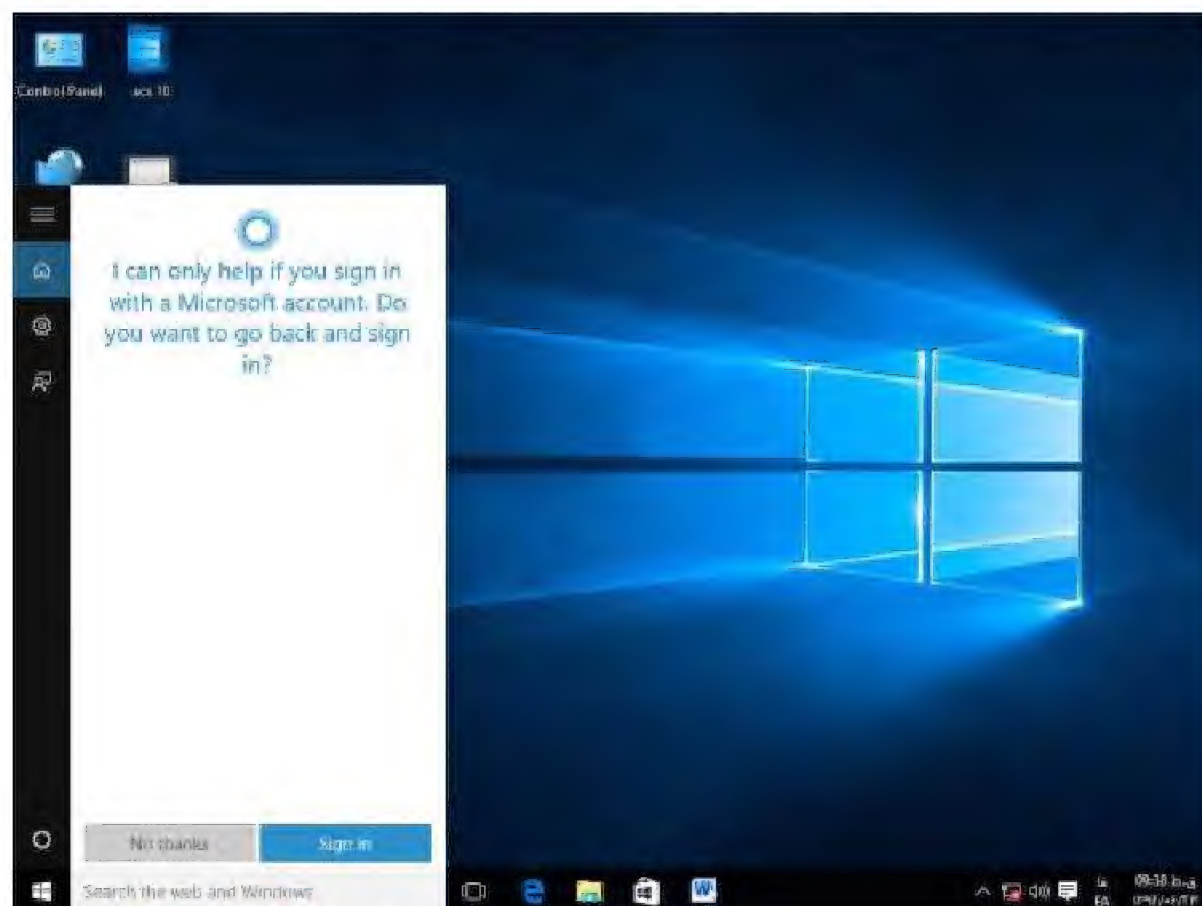 Control Panel
I can only help if you sign in
with a Microsoft account. Do
you want to go back and sign
in?
No thanks
Sign in
Search the web and Windows
FA